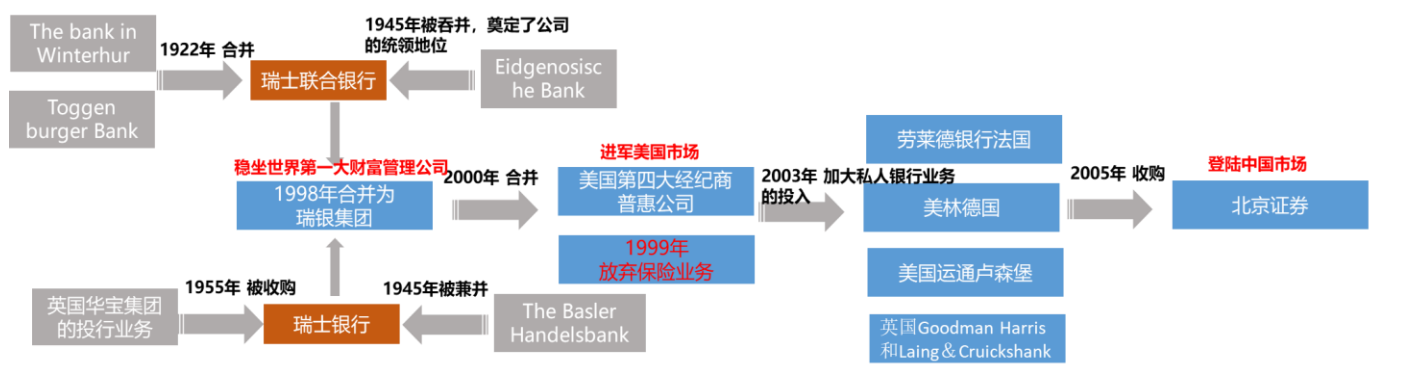 The bank in
Winterhur
1922年 合并
Toggen
burger Bank
瑞士联合银行
1945年被吞并，奠定了公司
的统领地位
Eidgenosisc
he Bank
稳坐世界第一大财富管理公司
1998年合并为
瑞银集团
2000年 合并
进军美国市场
美国第四大经纪商
普惠公司
1999年
放弃保险业务
2003年 加大私人银行业务
的投入
劳莱德银行法国
美林德国
美国运通卢森堡
英国Goodman Harris
和Laing＆Cruickshank
2005年 收购
登陆中国市场
北京证券
英国华宝集团
的投行业务
1955年 被收购
瑞士银行
1945年被兼并
The Basler
Handelsbank